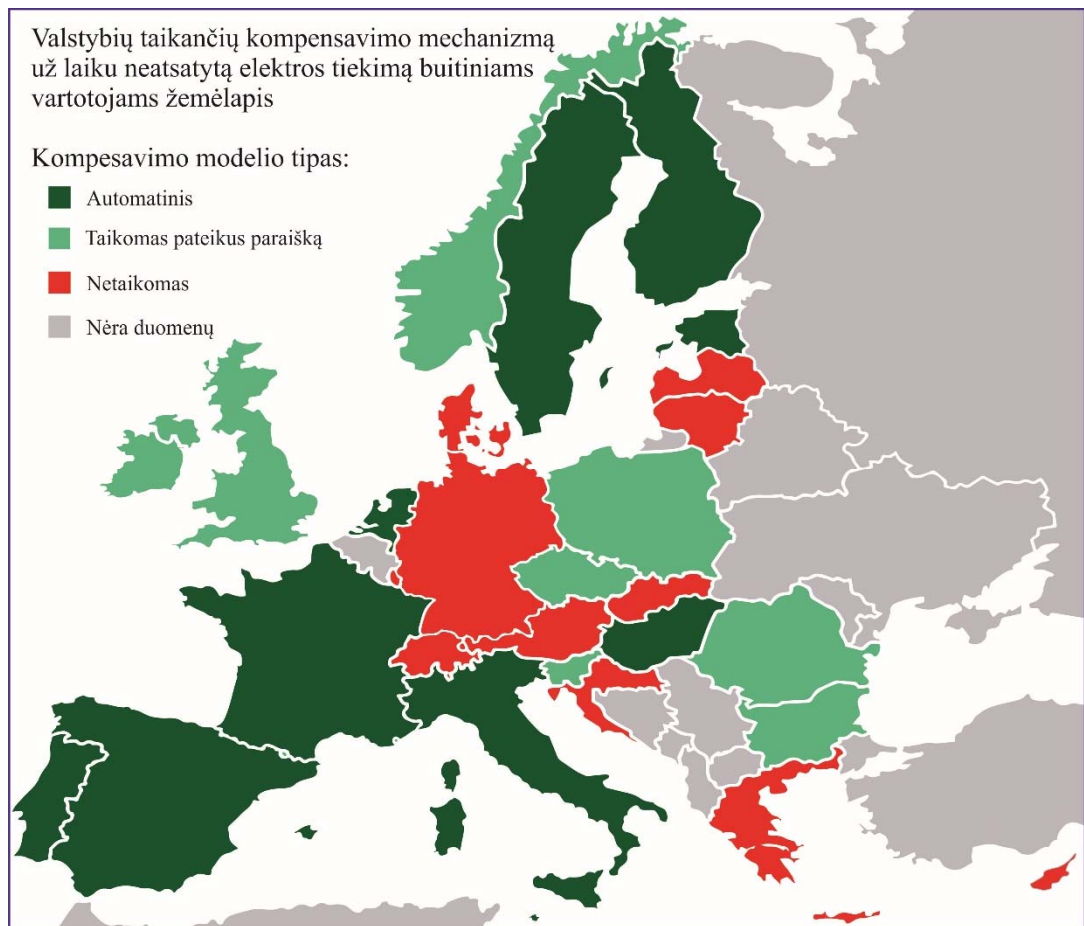 Valstybių taikančių kompensavimo mechanizmą
už laiku neatsatytą elektros tiekimą buitiniams
vartotojams žemėlapis
Kompesavimo modelio tipas:
Automatinis
Taikomas pateikus paraišką
Netaikomas
Nėra duomenų